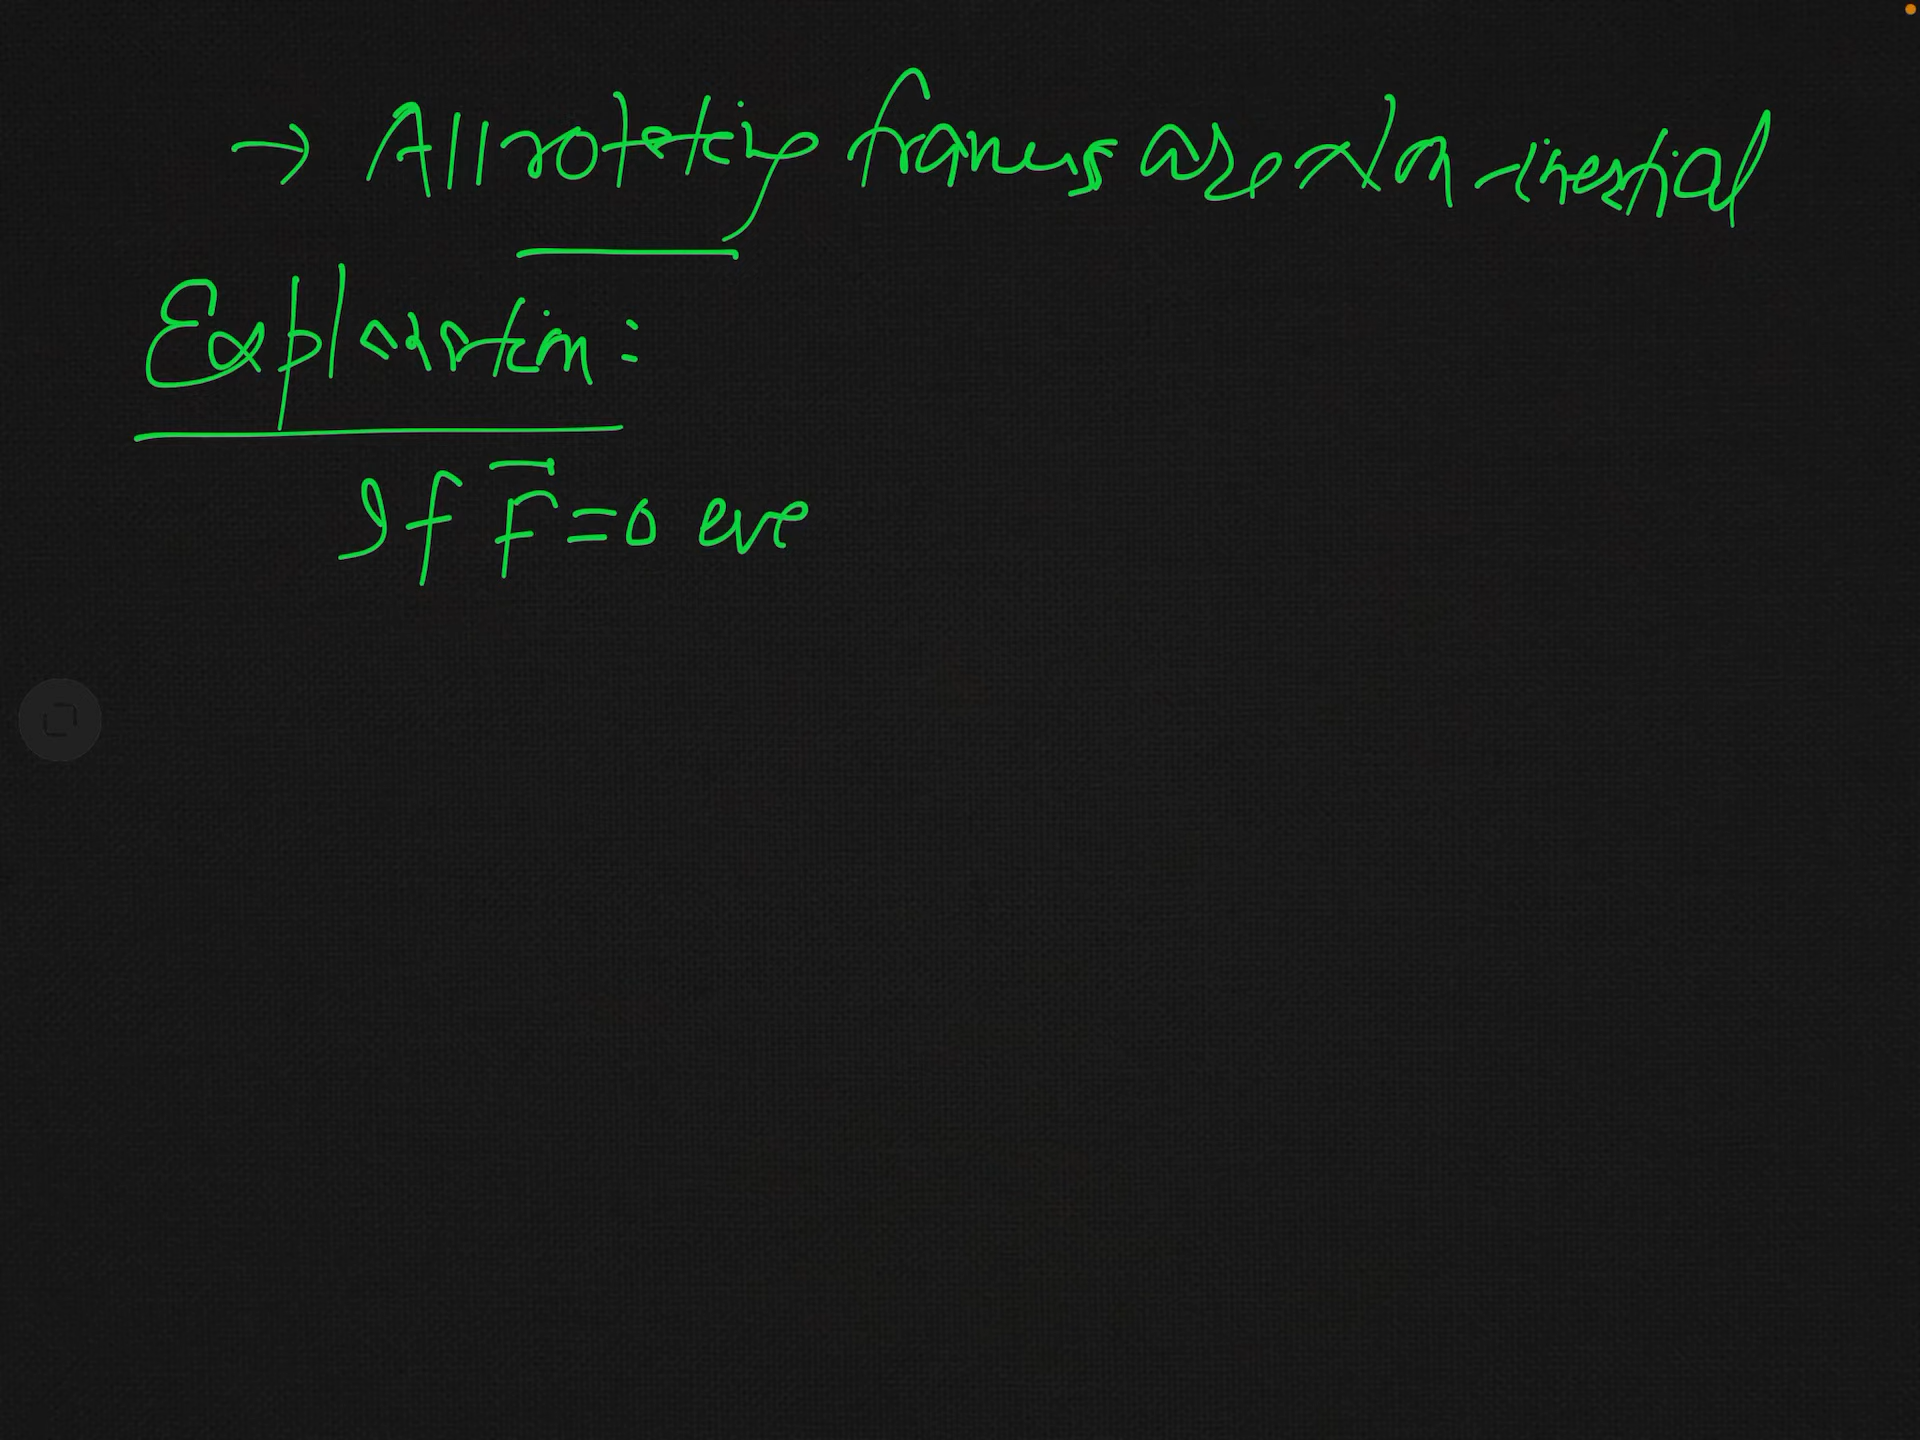 → All rotating frames are Non-inertial
Explanation:
If F̅ = 0 eve